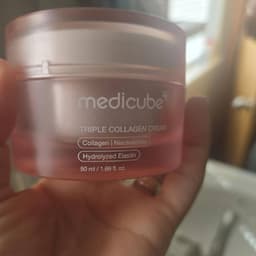 medicube
TRIPLE COLLAGEN CREAM
Collagen | Niacinamide
Hydrolyzed Elastin
50 ml / 1.69 fl. oz.